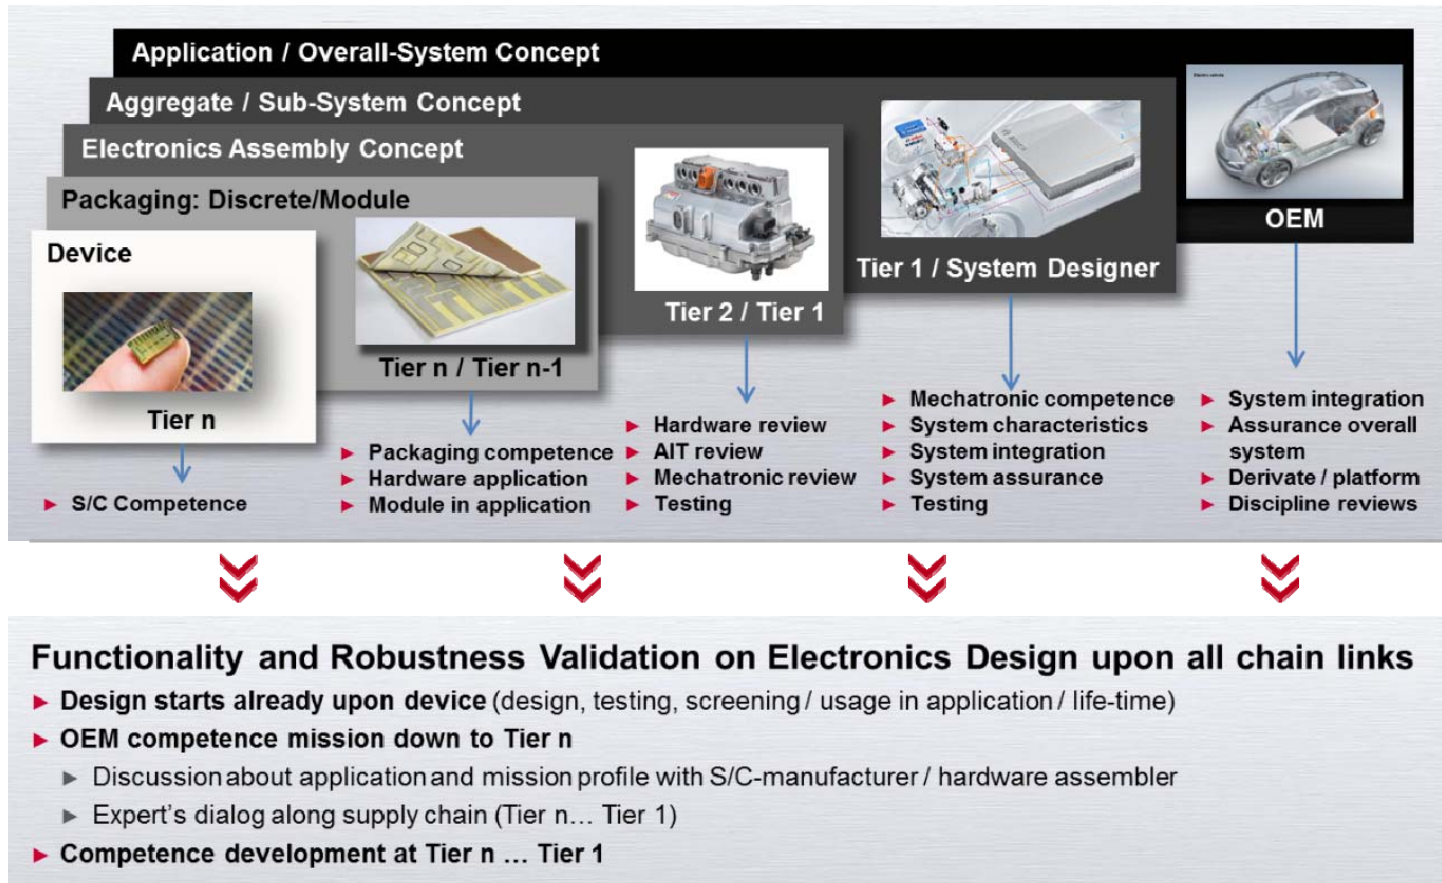 Application / Overall-System Concept
Aggregate / Sub-System Concept
Electronics Assembly Concept
Packaging: Discrete/Module
Device
Tier n
Tier n / Tier n-1
Tier 2 / Tier 1
Tier 1 / System Designer
OEM
S/C Competence
Packaging competence
Hardware application
Module in application
Hardware review
AIT review
Mechatronic review
Testing
Mechatronic competence
System characteristics
System integration
System assurance
Testing
System integration
Assurance overall
system
Derivate / platform
Discipline reviews
Functionality and Robustness Validation on Electronics Design upon all chain links
Design starts already upon device (design, testing, screening / usage in application / life-time)
OEM competence mission down to Tier n
Discussion about application and mission profile with S/C-manufacturer / hardware assembler
Expert's dialog along supply chain (Tier n... Tier 1)
Competence development at Tier n ... Tier 1